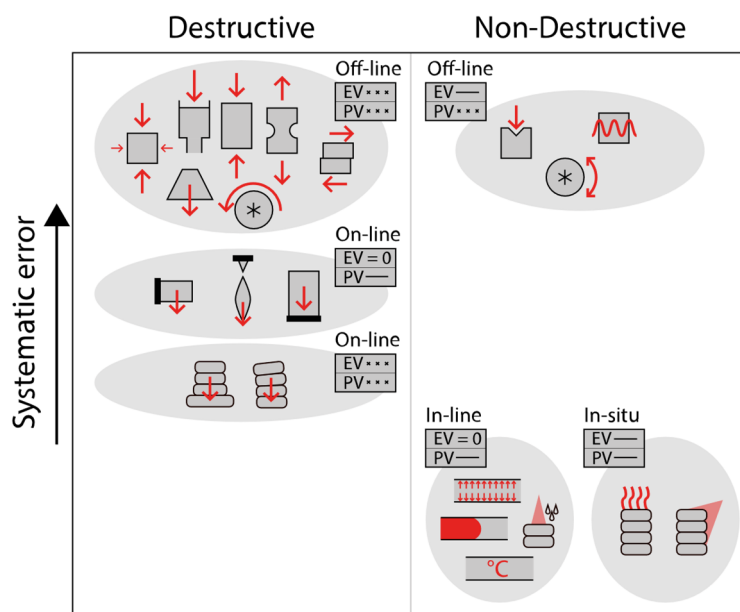 Destructive
Non-Destructive
Systematic error
Off-line
EV × × ×
PV × × ×
On-line
EV = 0
PV —
On-line
EV × × ×
PV × × ×
Off-line
EV —
PV × × ×
In-line
EV = 0
PV —
°C
In-situ
EV —
PV —